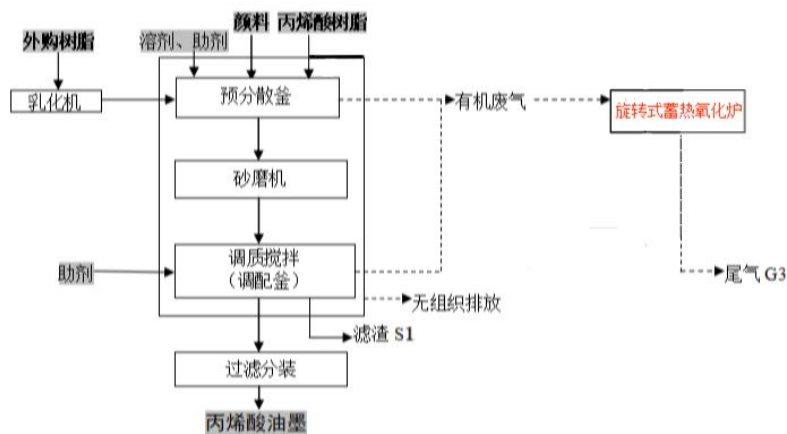 外购树脂
溶剂、助剂
颜料
丙烯酸树脂
乳化机
预分散釜
有机废气
旋转式蓄热氧化炉
砂磨机
助剂
调质搅拌
（调配釜）
尾气 G3
无组织排放
滤渣 S1
过滤分装
丙烯酸油墨